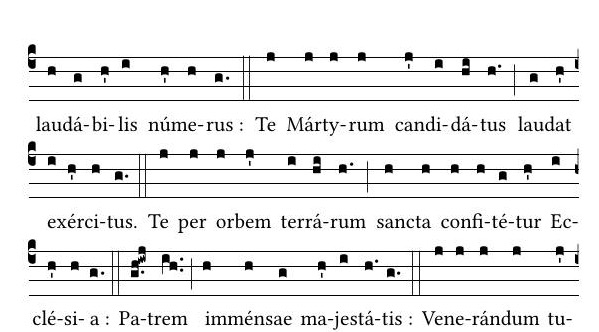 laudá-bi-lis núme-rus : Te Márty-rum candi-dá-tus laudat
exérci-tus. Te per orbem terrá-rum sancta confi-té-tur Ec-
clé-si- a : Pa-trem imménsae ma-jestá-tis : Vene-rándum tu-